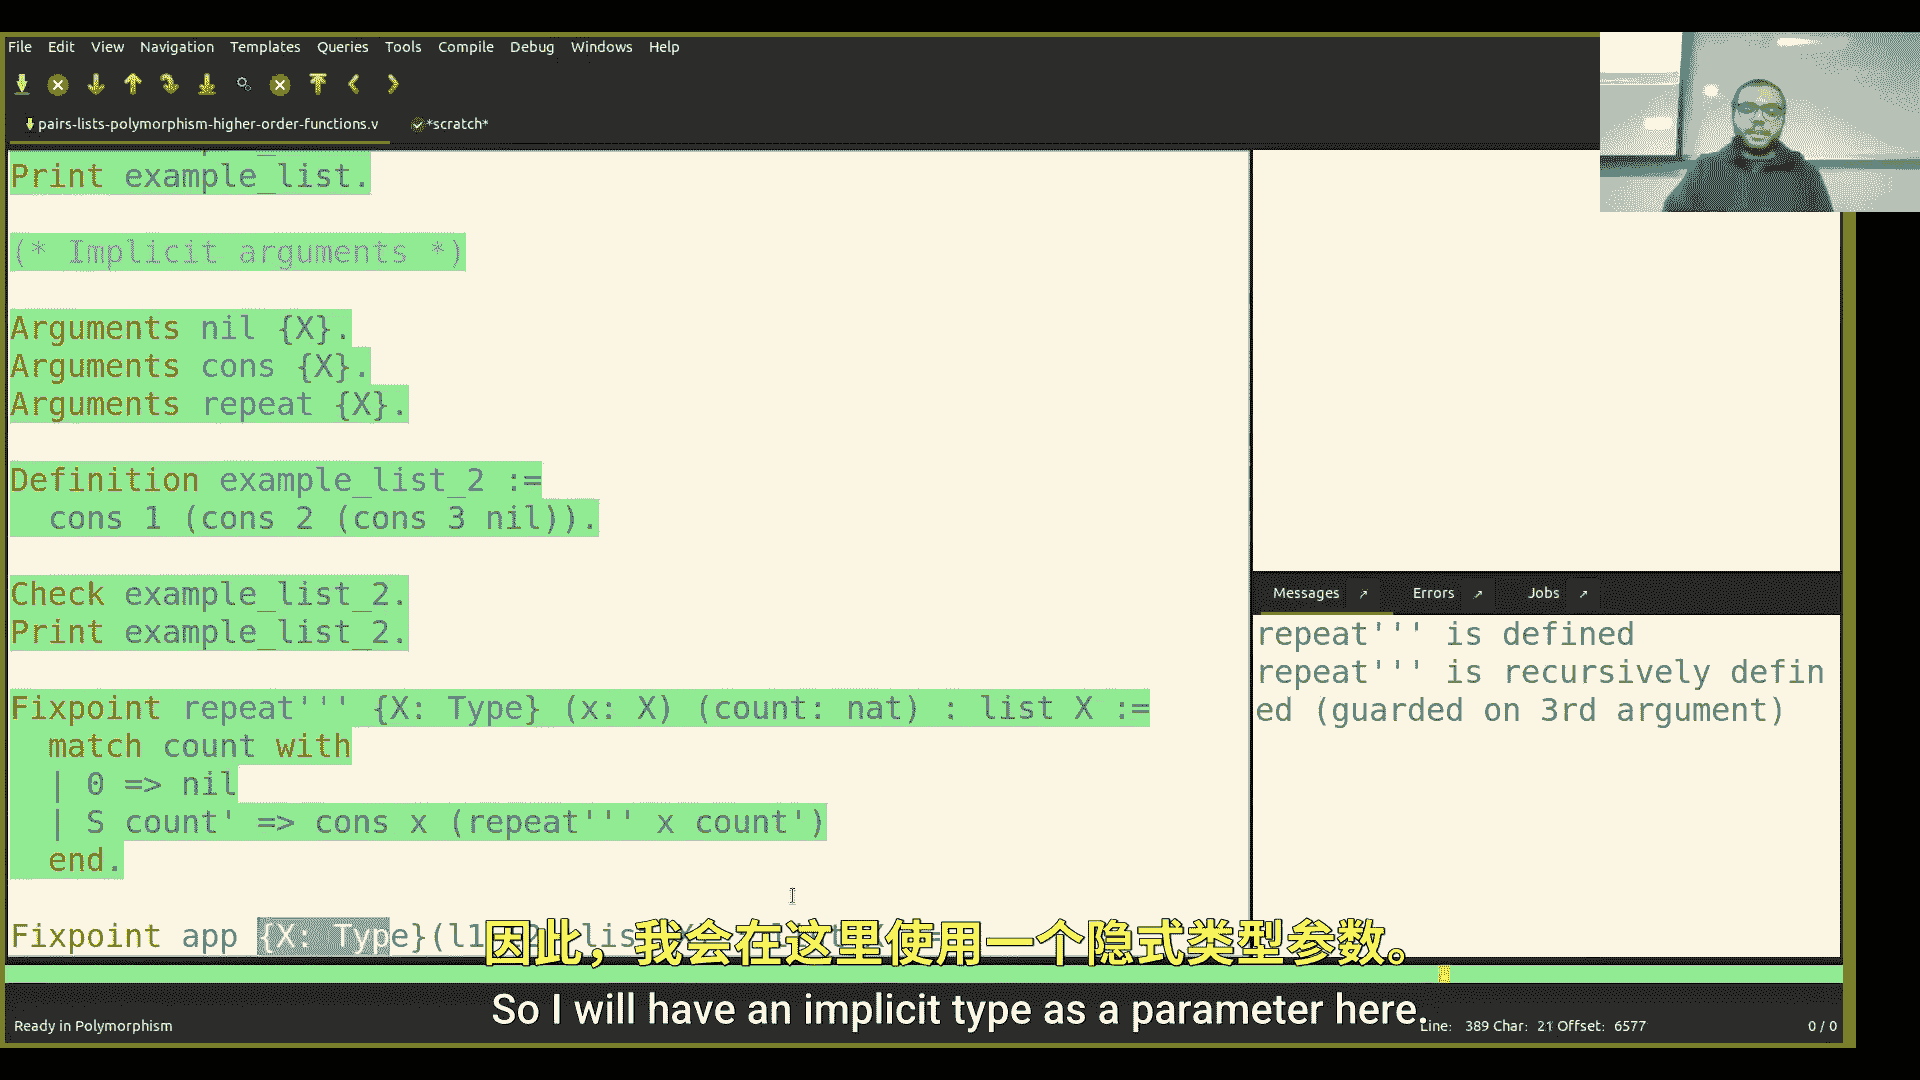 File Edit View Navigation Templates Queries Tools Compile Debug Windows Help
pairs-lists-polymorphism-higher-order-functions.v
*scratch*
Print example_list.
(* Implicit arguments *)
Arguments nil {X}.
Arguments cons {X}.
Arguments repeat {X}.
Definition example_list_2 :=
cons 1 (cons 2 (cons 3 nil)).
Check example_list_2.
Print example_list_2.
Fixpoint repeat''' {X: Type} (x: X) (count: nat) : list X :=
match count with
| 0 => nil
| S count' => cons x (repeat''' x count')
end.
Fixpoint app {X: Type}(l1
Messages Errors Jobs
repeat''' is defined
repeat''' is recursively defin
ed (guarded on 3rd argument)
因此，我会在这里使用一个隐式类型参数。
So I will have an implicit type as a parameter here.
Ready in Polymorphism
Line: 389 Char: 21 Offset: 6577
0 / 0